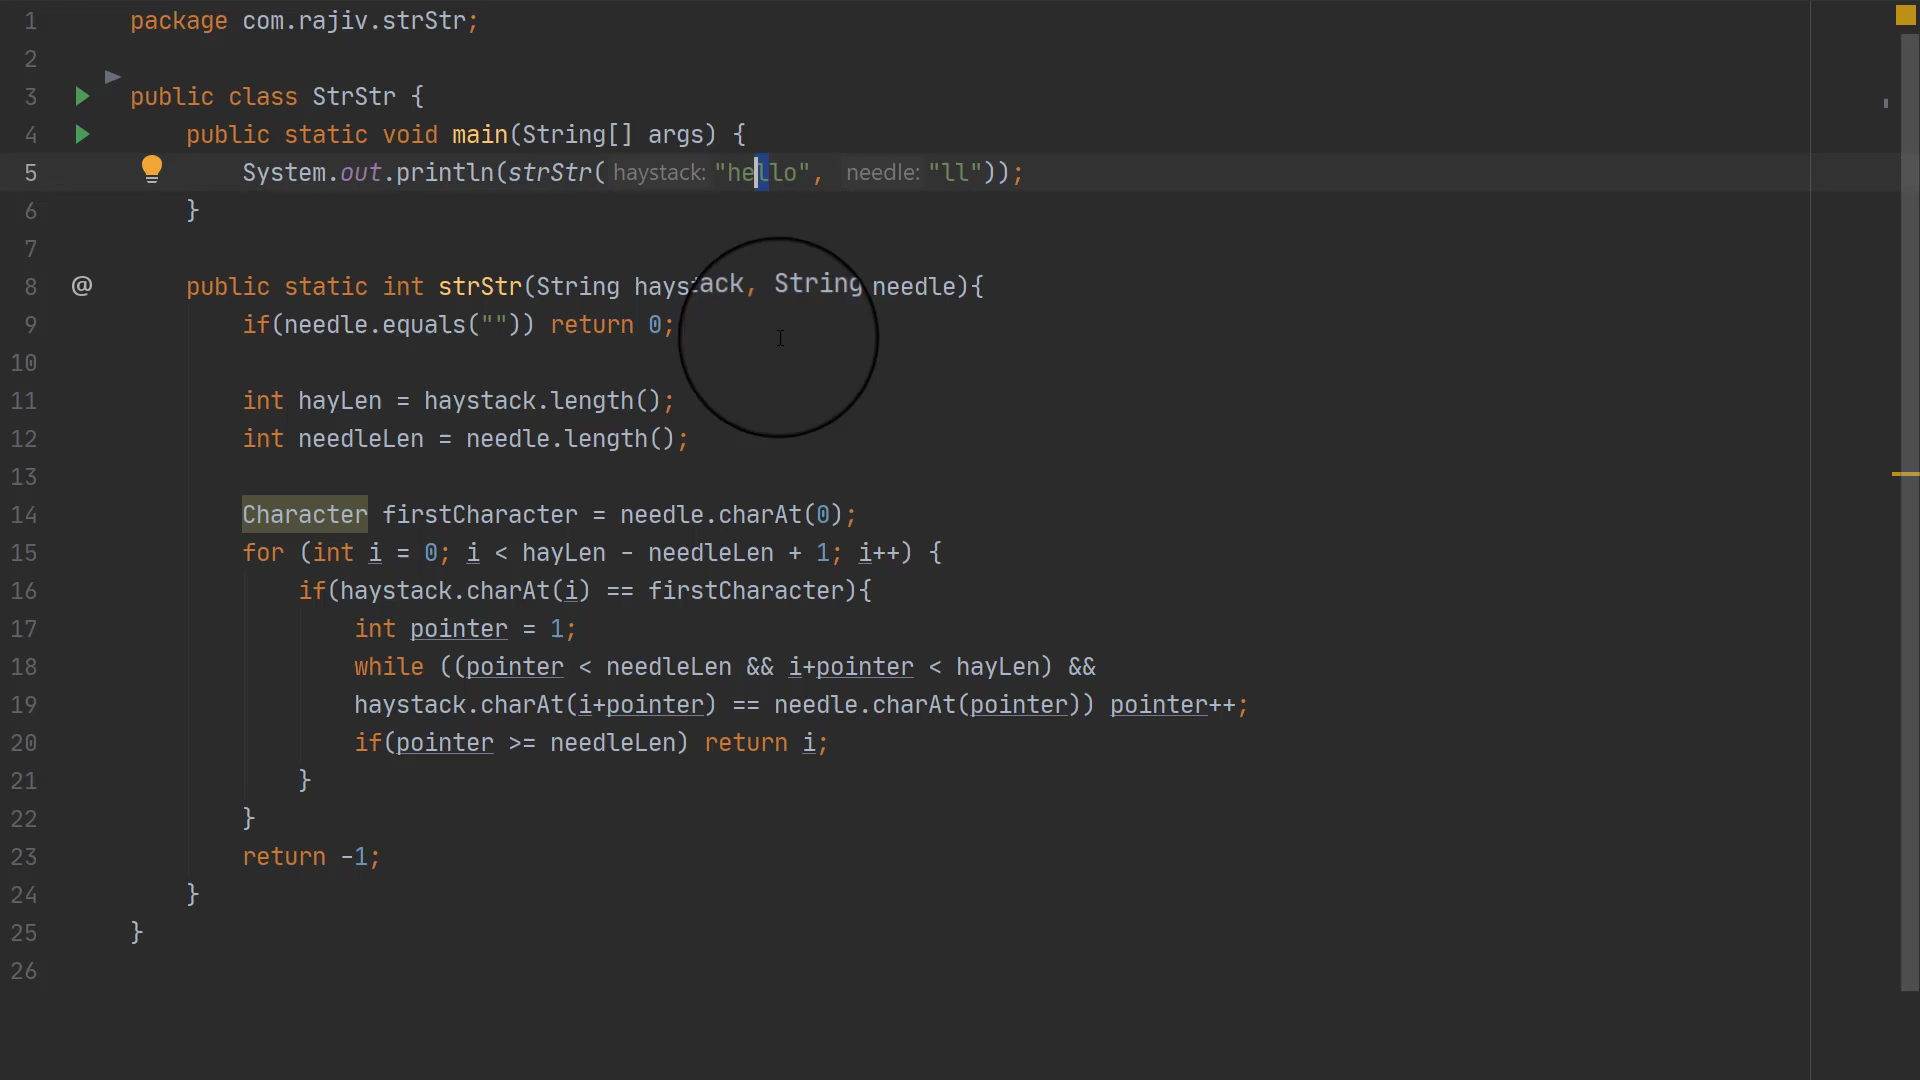 1 package com.rajiv.strStr;
2
3 public class StrStr {
4 public static void main(String[] args) {
5 System.out.println(strStr( haystack: "hello", needle: "ll"));
6 }
7
8 @ public static int strStr(String haystack, String needle){
9 if(needle.equals("")) return 0;
10
11 int hayLen = haystack.length();
12 int needleLen = needle.length();
13
14 Character firstCharacter = needle.charAt(0);
15 for (int i = 0; i < hayLen - needleLen + 1; i++) {
16 if(haystack.charAt(i) == firstCharacter){
17 int pointer = 1;
18 while ((pointer < needleLen && i+pointer < hayLen) &&
19 haystack.charAt(i+pointer) == needle.charAt(pointer)) pointer++;
20 if(pointer >= needleLen) return i;
21 }
22 }
23 return -1;
24 }
25 }
26